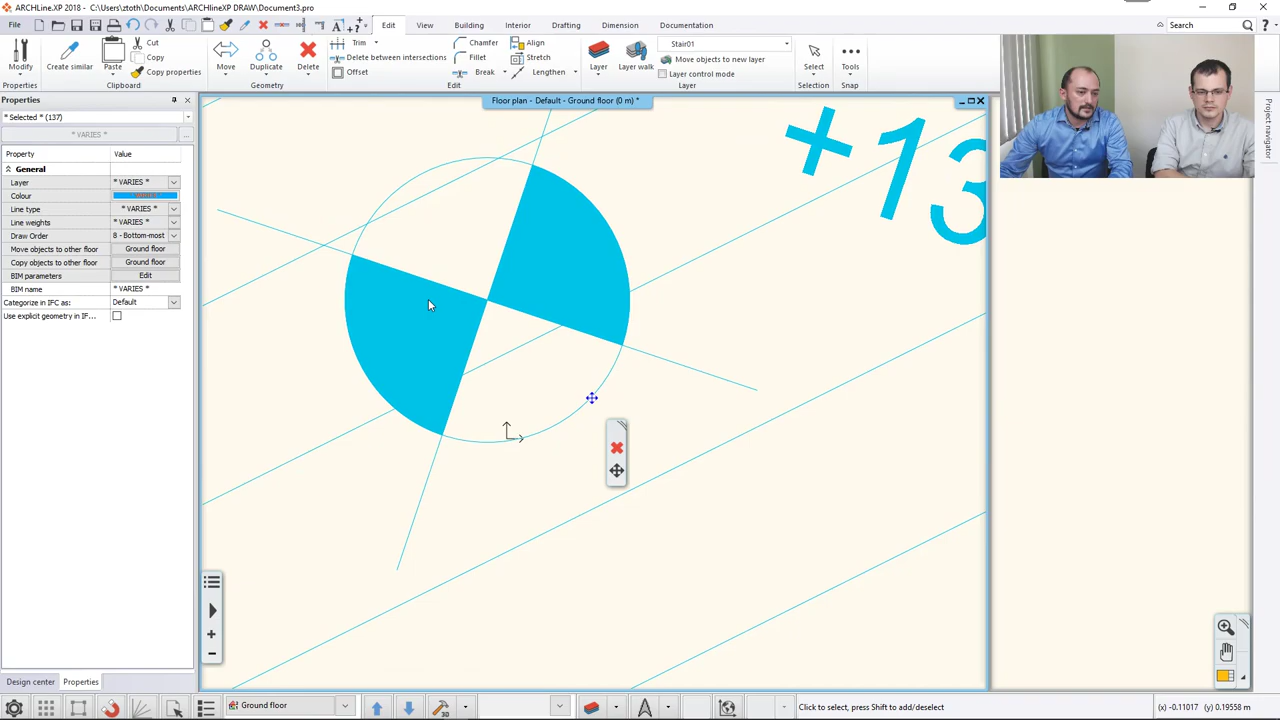 ARCHLine.XP 2018 - C:\Users\ztoth\Documents\ARCHlineXP DRAW\Document3.pro
Edit View Building Interior Drafting Dimension Documentation
Search
File
Modify
Properties
Create similar
Paste
Cut
Copy
Copy properties
Clipboard
Move
Duplicate
Delete
Geometry
Trim
Delete between intersections
Offset
Chamfer
Fillet
Break
Align
Stretch
Lengthen
Edit
Layer
Layer walk
Stair01
Move objects to new layer
Layer control mode
Layer
Select
Selection
Tools
Snap
Properties
* Selected * (137)
* VARIES *
...
Property Value
General
Layer * VARIES *
Colour
Line type * VARIES *
Line weights * VARIES *
Draw Order 8 - Bottom-most
Move objects to other floor Ground floor
Copy objects to other floor Ground floor
BIM parameters Edit
BIM name * VARIES *
Categorize in IFC as: Default
Use explicit geometry in IF...
Floor plan - Default - Ground floor (0 m) *
+13
Project navigator
Design center Properties
Ground floor
30
Click to select, press Shift to add/deselect
(x) -0.11017 (y) 0.19558 m